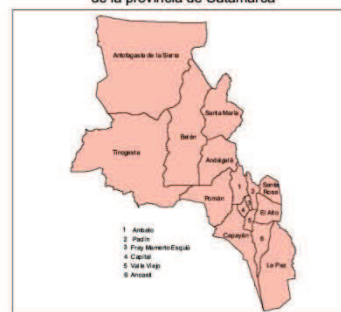 de la provincia de Catamarca
Antofagasta de la Sierra
Santa María
Belén
Tinogasta
Andalgalá
Pomán
1
2
3
4
5
6
Santa
Rosa
El Alto
Capayán
La Paz
1 Ambato
2 Paclín
3 Fray Mamerto Esquiú
4 Capital
5 Valle Viejo
6 Ancasti